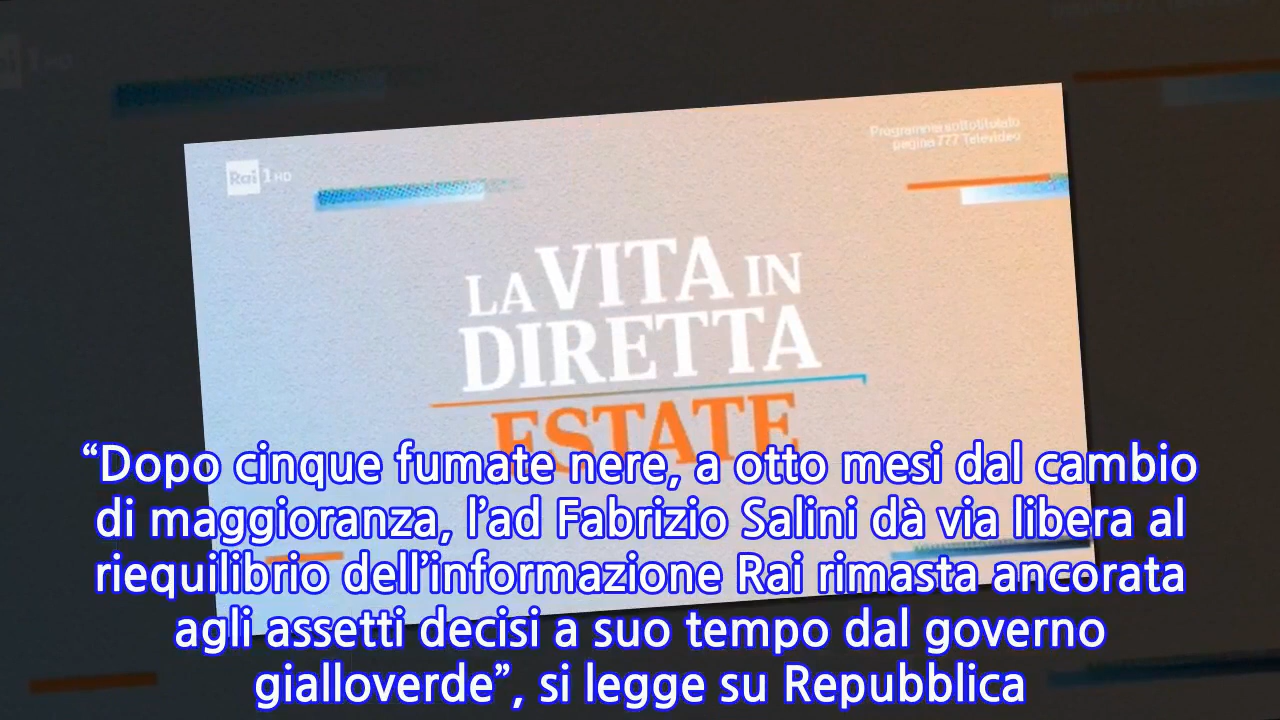 Rai 1 HD
Programma sottotitolato
pagina 777 Televideo
LA VITA IN
DIRETTA
ESTATE
“Dopo cinque fumate nere, a otto mesi dal cambio
di maggioranza, l’ad Fabrizio Salini dà via libera al
riequilibrio dell’informazione Rai rimasta ancorata
agli assetti decisi a suo tempo dal governo
gialloverde”, si legge su Repubblica